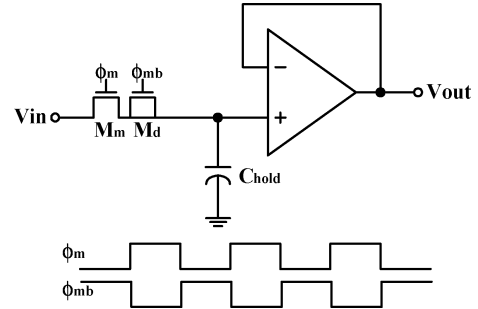 ϕm ϕmb
Vin Mm Md
− +
Vout
Chold
ϕm
ϕmb